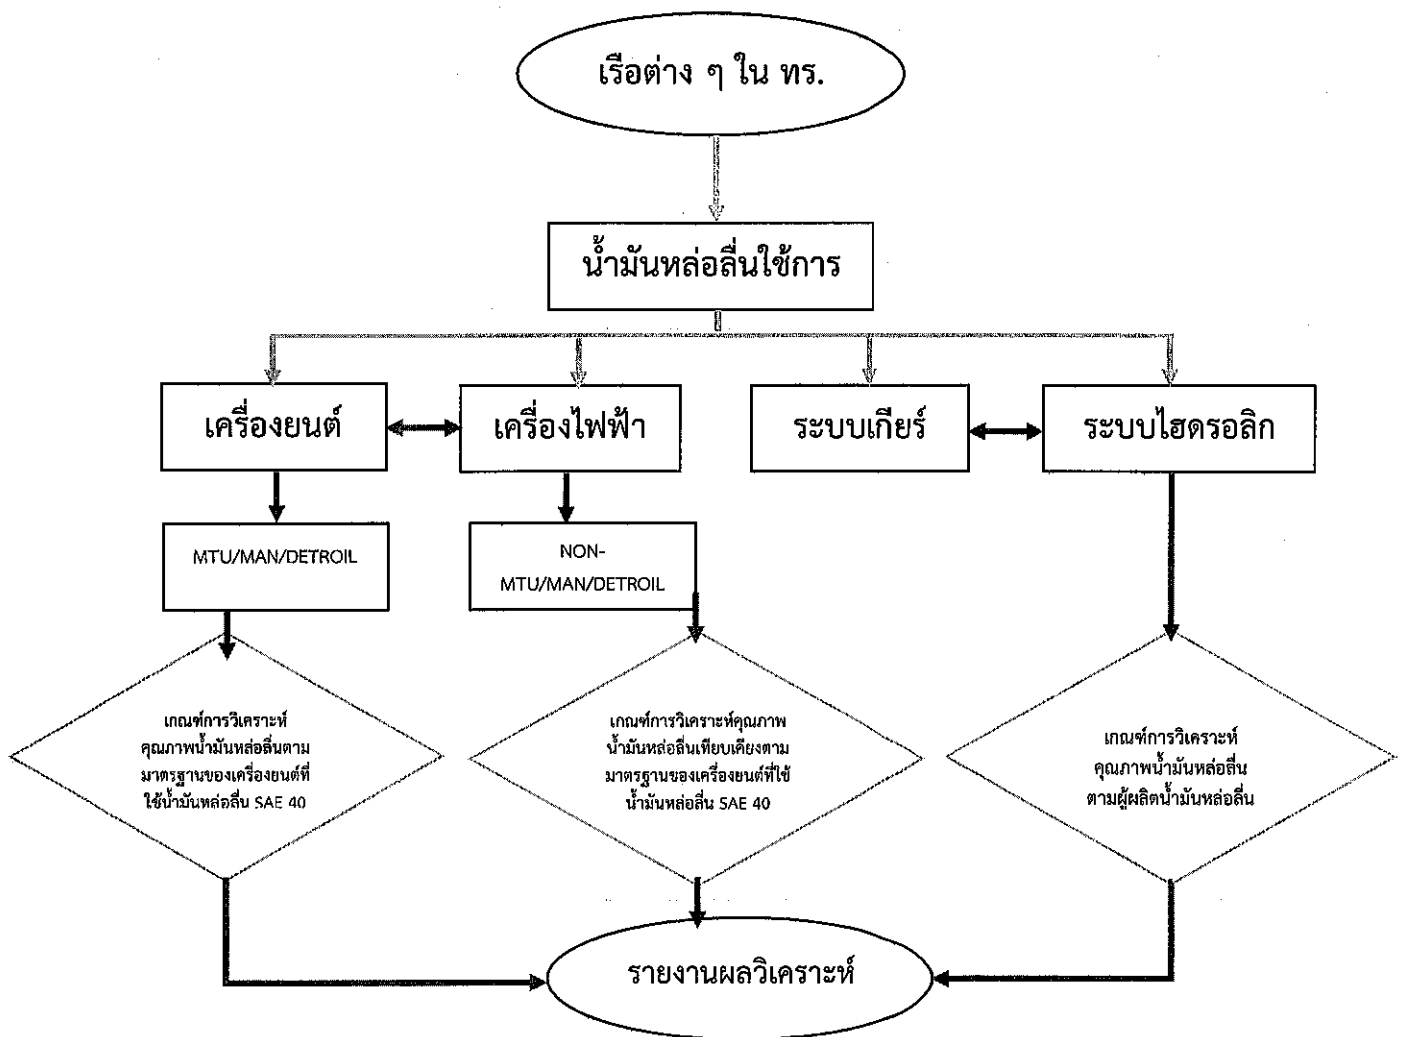 เรือต่าง ๆ ใน ทร.
น้ำมันหล่อลื่นใช้การ
เครื่องยนต์
เครื่องไฟฟ้า
ระบบเกียร์
ระบบไฮดรอลิก
MTU/MAN/DETROIL
NON-
MTU/MAN/DETROIL
เกณฑ์การวิเคราะห์
คุณภาพน้ำมันหล่อลื่นตาม
มาตรฐานของเครื่องยนต์ที่
ใช้น้ำมันหล่อลื่น SAE 40
เกณฑ์การวิเคราะห์คุณภาพ
น้ำมันหล่อลื่นเทียบเคียงตาม
มาตรฐานของเครื่องยนต์ที่ใช้
น้ำมันหล่อลื่น SAE 40
เกณฑ์การวิเคราะห์
คุณภาพน้ำมันหล่อลื่น
ตามผู้ผลิตน้ำมันหล่อลื่น
รายงานผลวิเคราะห์